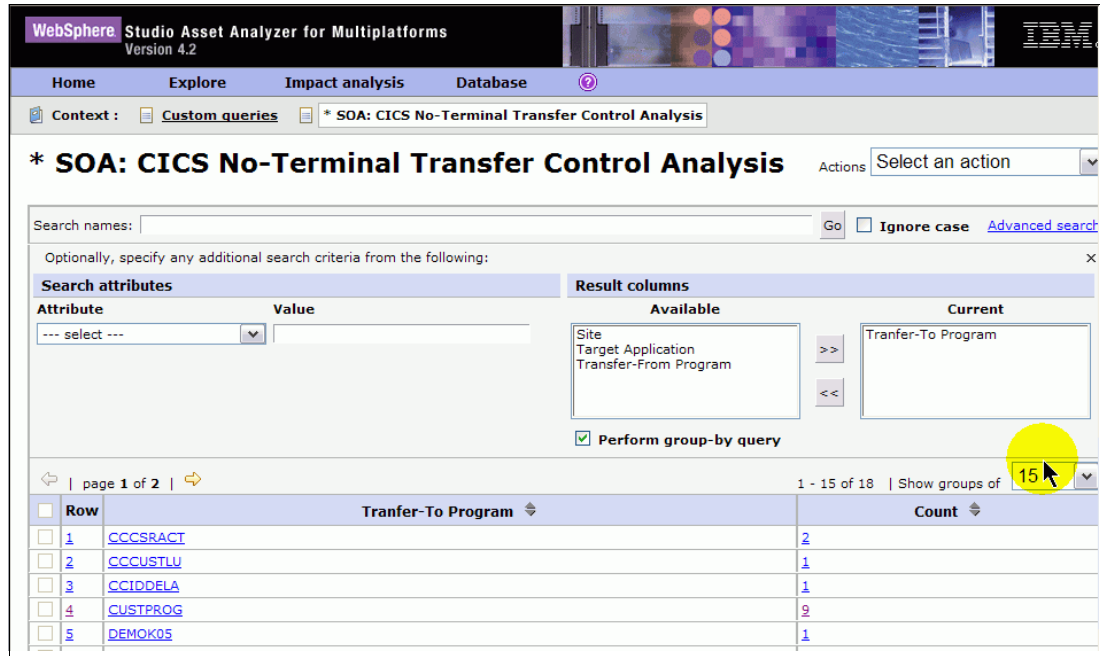 WebSphere. Studio Asset Analyzer for Multiplatforms
Version 4.2
IBM.
Home Explore Impact analysis Database ?
Context : Custom queries * SOA: CICS No-Terminal Transfer Control Analysis
* SOA: CICS No-Terminal Transfer Control Analysis Actions Select an action
Search names: Go Ignore case Advanced search
Optionally, specify any additional search criteria from the following: x
Search attributes Result columns
Attribute Value Available Current
--- select --- Site Tranfer-To Program
Target Application >>
Transfer-From Program
<<
Perform group-by query
| page 1 of 2 | 1 - 15 of 18 | Show groups of 15
Row Tranfer-To Program Count
1 CCCSRACT 2
2 CCCUSTLU 1
3 CCIDDELA 1
4 CUSTPROG 9
5 DEMOK05 1